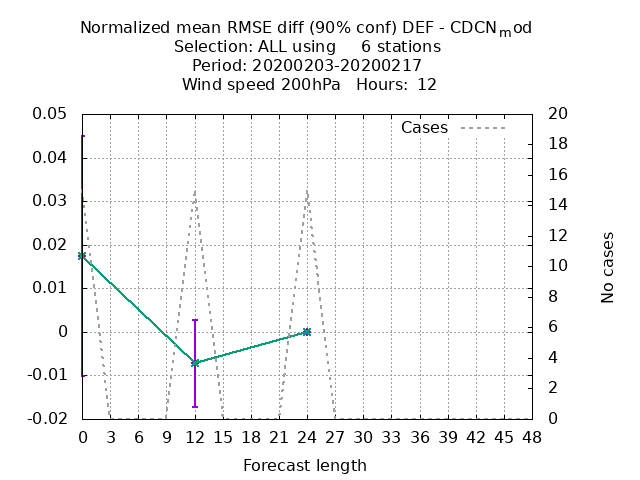 Normalized mean RMSE diff (90% conf) DEF - CDCNmod
Selection: ALL using 6 stations
Period: 20200203-20200217
Wind speed 200hPa Hours: 12
Cases
0.05
0.04
0.03
0.02
0.01
0
-0.01
-0.02
20
18
16
14
12
10
8
6
4
2
0
No cases
0 3 6 9 12 15 18 21 24 27 30 33 36 39 42 45 48
Forecast length